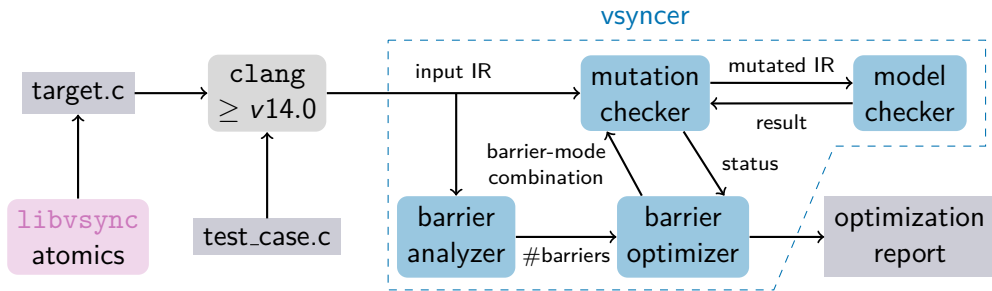 vsyncer
target.c
clang
≥ v14.0
input IR
mutation
checker
mutated IR
result
model
checker
barrier-mode
combination
status
libvsync
atomics
test_case.c
barrier
analyzer
#barriers
barrier
optimizer
optimization
report